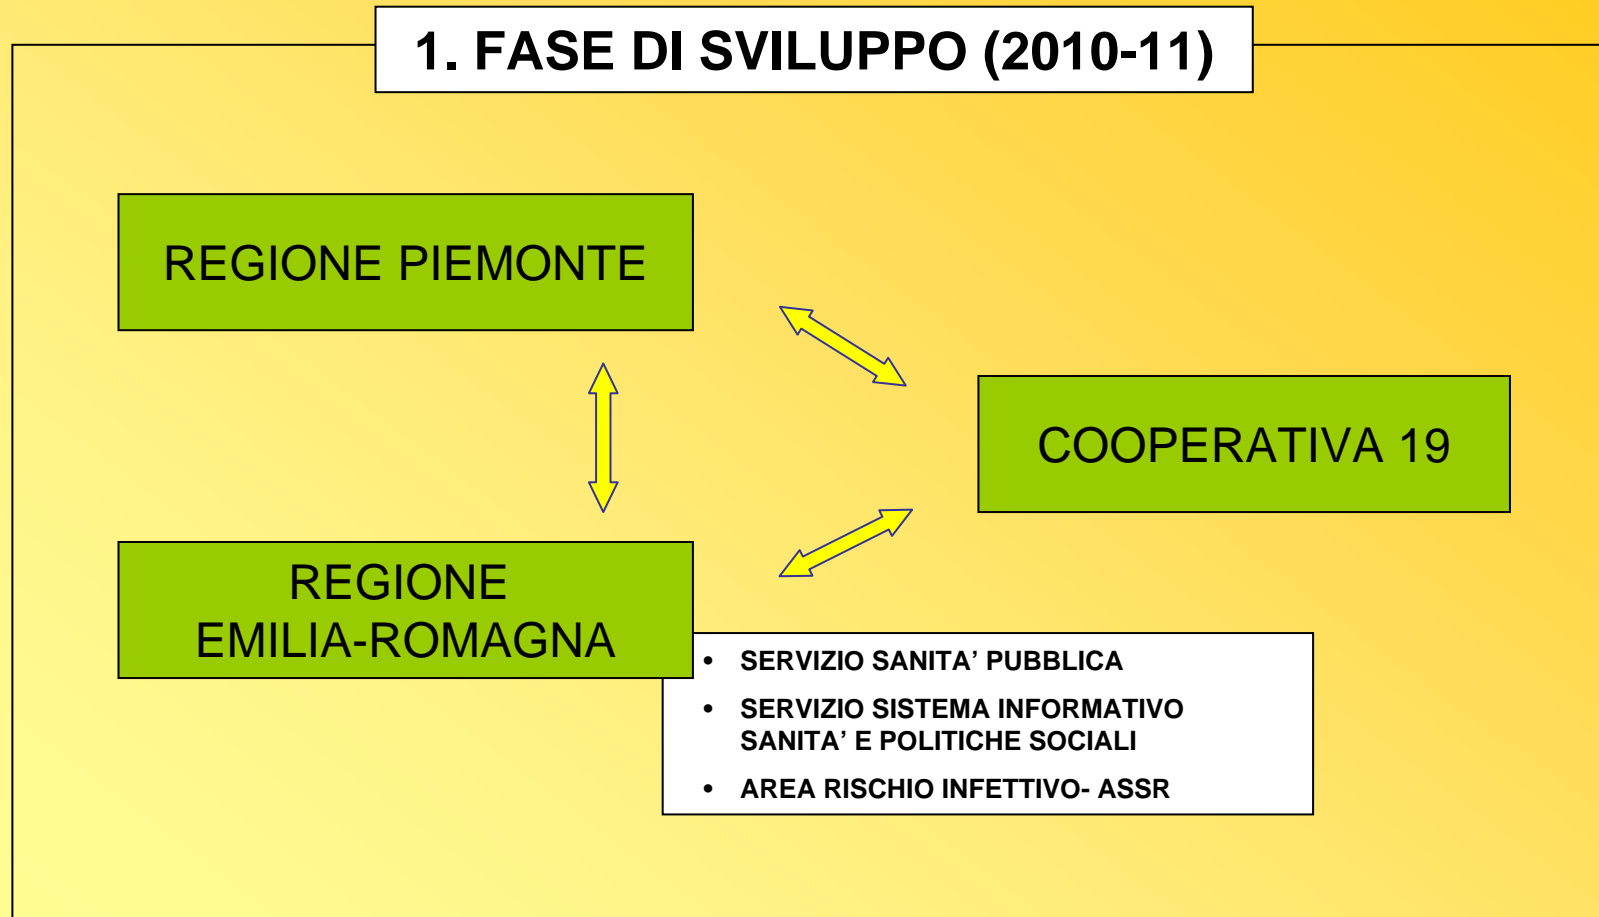 1. FASE DI SVILUPPO (2010-11)
REGIONE PIEMONTE
COOPERATIVA 19
REGIONE
EMILIA-ROMAGNA
• SERVIZIO SANITA’ PUBBLICA
• SERVIZIO SISTEMA INFORMATIVO
SANITA’ E POLITICHE SOCIALI
• AREA RISCHIO INFETTIVO- ASSR